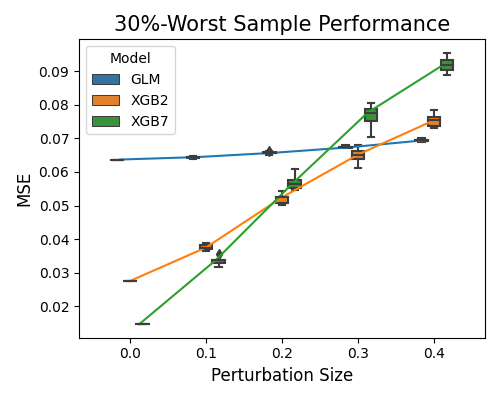 30%-Worst Sample Performance
Model
GLM
XGB2
XGB7
MSE
0.09
0.08
0.07
0.06
0.05
0.04
0.03
0.02
0.0 0.1 0.2 0.3 0.4
Perturbation Size